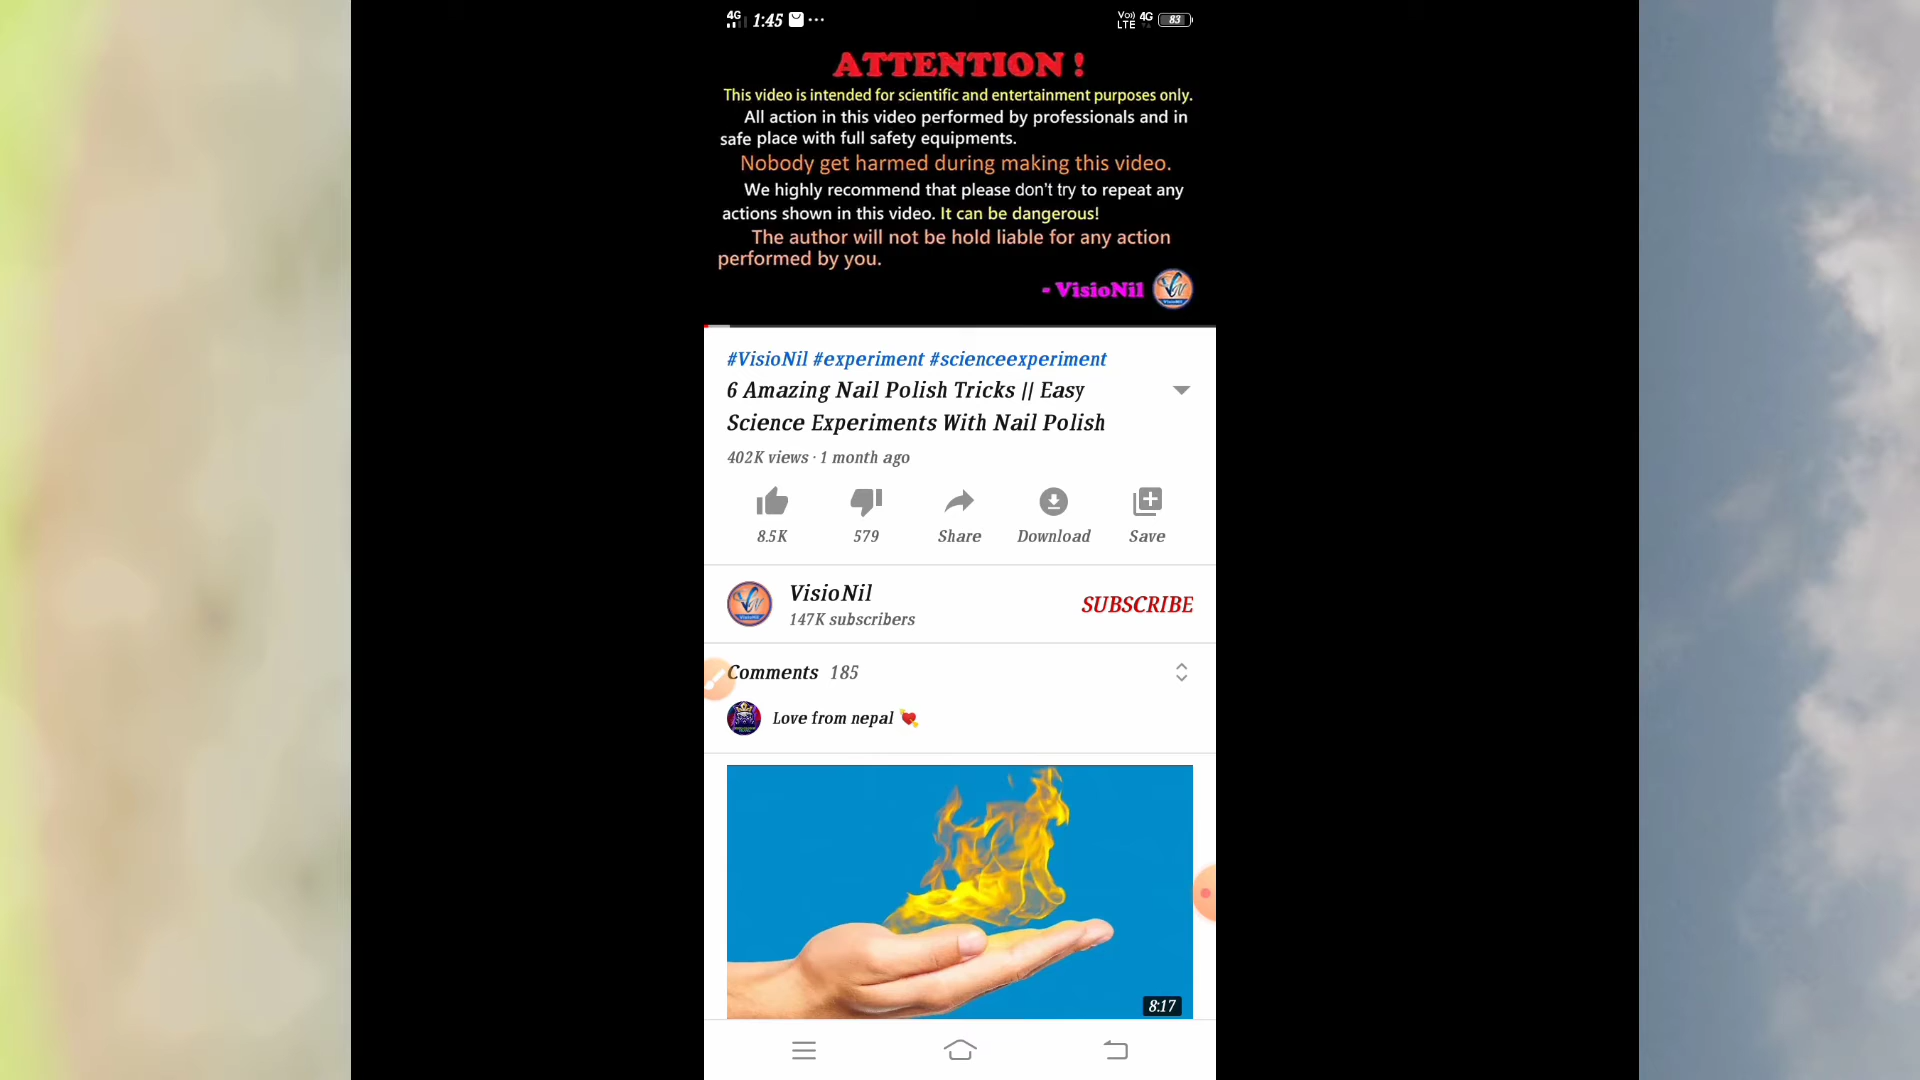 4G 1:45 ... VoLTE 4G 83
ATTENTION !
This video is intended for scientific and entertainment purposes only.
All action in this video performed by professionals and in
safe place with full safety equipments.
Nobody get harmed during making this video.
We highly recommend that please don't try to repeat any
actions shown in this video. It can be dangerous!
The author will not be hold liable for any action
performed by you.
- VisioNil
#VisioNil #experiment #scienceexperiment
6 Amazing Nail Polish Tricks || Easy
Science Experiments With Nail Polish
402K views · 1 month ago
8.5K 579 Share Download Save
VisioNil
147K subscribers
SUBSCRIBE
Comments 185
Love from nepal 💘
8:17